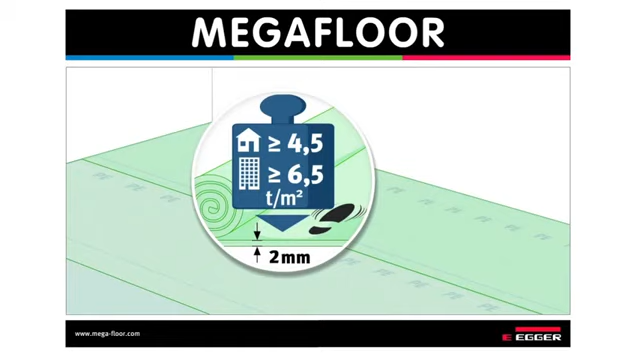 MEGAFLOOR
≥ 4,5
≥ 6,5
t/m²
2mm
www.mega-floor.com
E EGGER